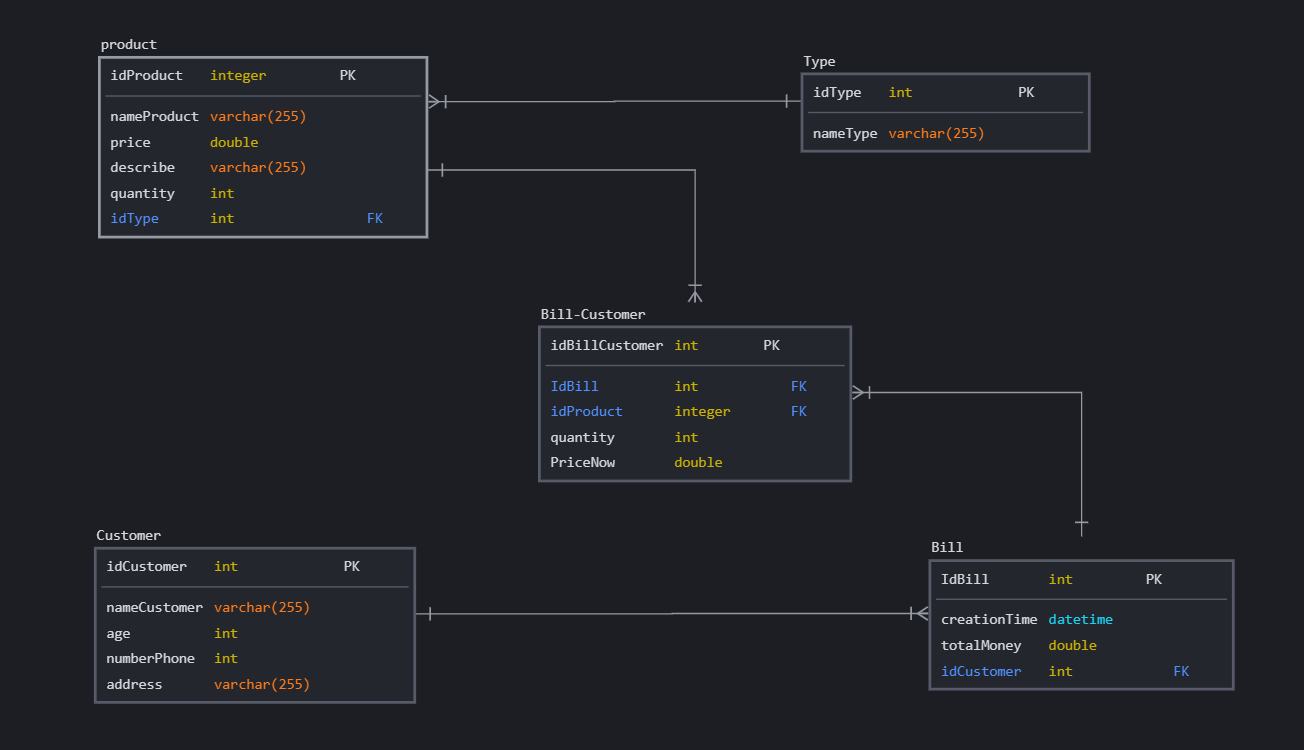 product
idProduct integer PK
nameProduct varchar(255)
price double
describe varchar(255)
quantity int
idType int FK
Type
idType int PK
nameType varchar(255)
Bill-Customer
idBillCustomer int PK
IdBill int FK
idProduct integer FK
quantity int
PriceNow double
Customer
idCustomer int PK
nameCustomer varchar(255)
age int
numberPhone int
address varchar(255)
Bill
IdBill int PK
creationTime datetime
totalMoney double
idCustomer int FK